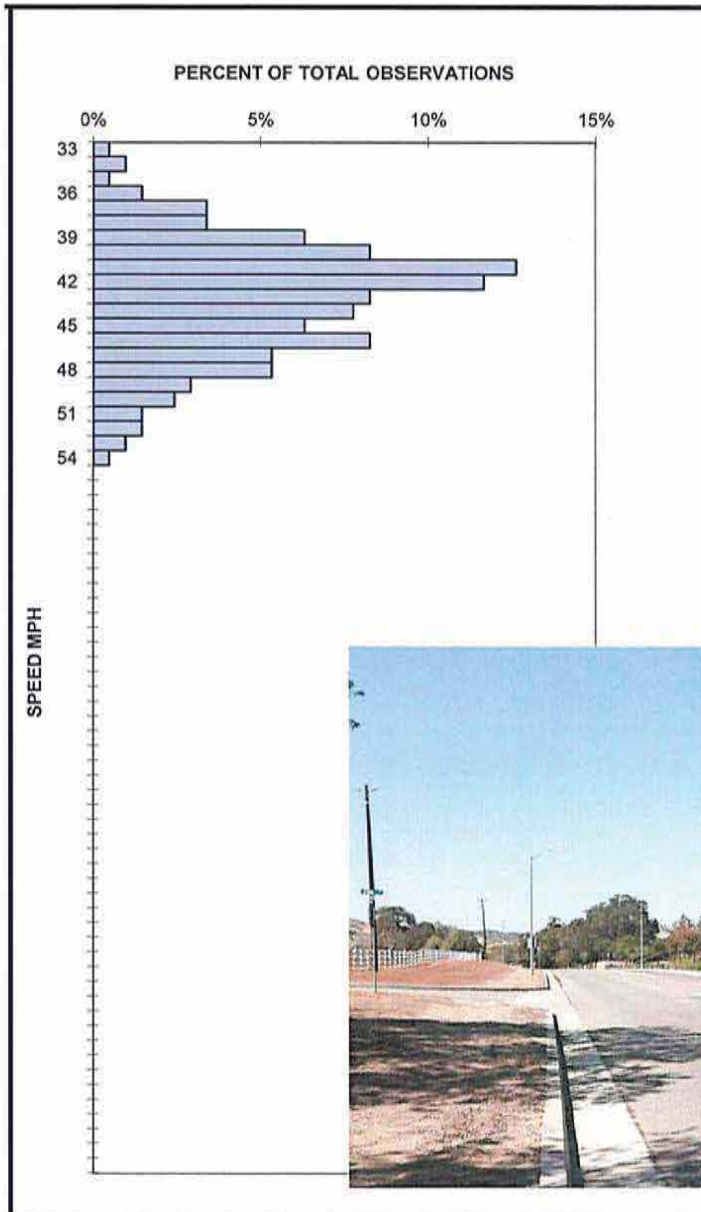 PERCENT OF TOTAL OBSERVATIONS
0% 5% 10% 15%
33
36
39
42
45
48
51
54
SPEED MPH